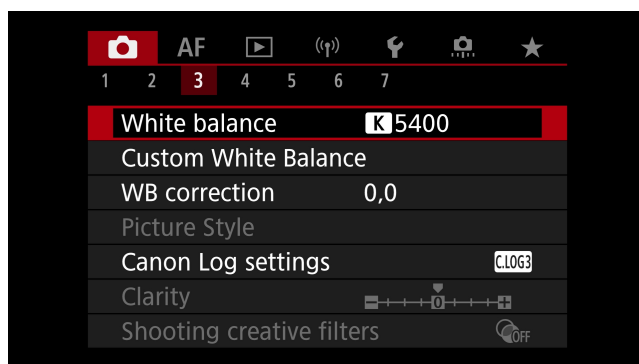 AF
1 2 3 4 5 6 7
White balance K 5400
Custom White Balance
WB correction 0,0
Picture Style
Canon Log settings C.LOG3
Clarity 0
Shooting creative filters OFF